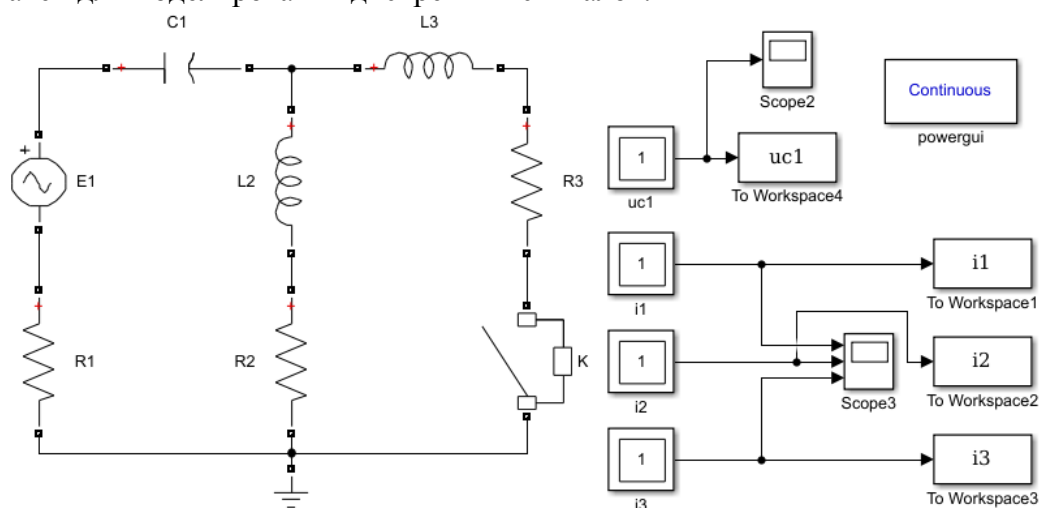 C1
L3
E1
L2
R3
R1
R2
K
Scope2
Continuous
powergui
1
uc1
uc1
To Workspace4
1
i1
i1
To Workspace1
1
i2
Scope3
i2
To Workspace2
1
i3
i3
To Workspace3